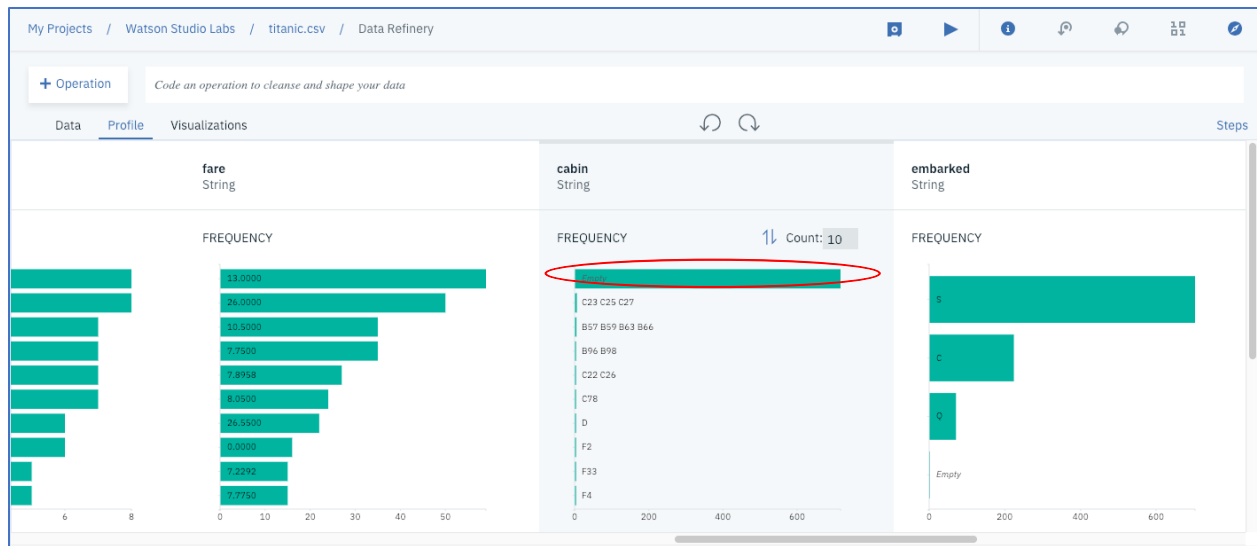 My Projects / Watson Studio Labs / titanic.csv / Data Refinery
+ Operation
Code an operation to cleanse and shape your data
Data Profile Visualizations
Steps
fare
String
FREQUENCY
13.0000
26.0000
10.5000
7.7500
7.8958
8.0500
26.5500
0.0000
7.2292
7.7750
6 8
0 10 20 30 40 50
cabin
String
FREQUENCY
Count: 10
Empty
C23 C25 C27
B57 B59 B63 B66
B96 B98
C22 C26
C78
D
F2
F33
F4
0 200 400 600
embarked
String
FREQUENCY
S
C
Q
Empty
0 200 400 600